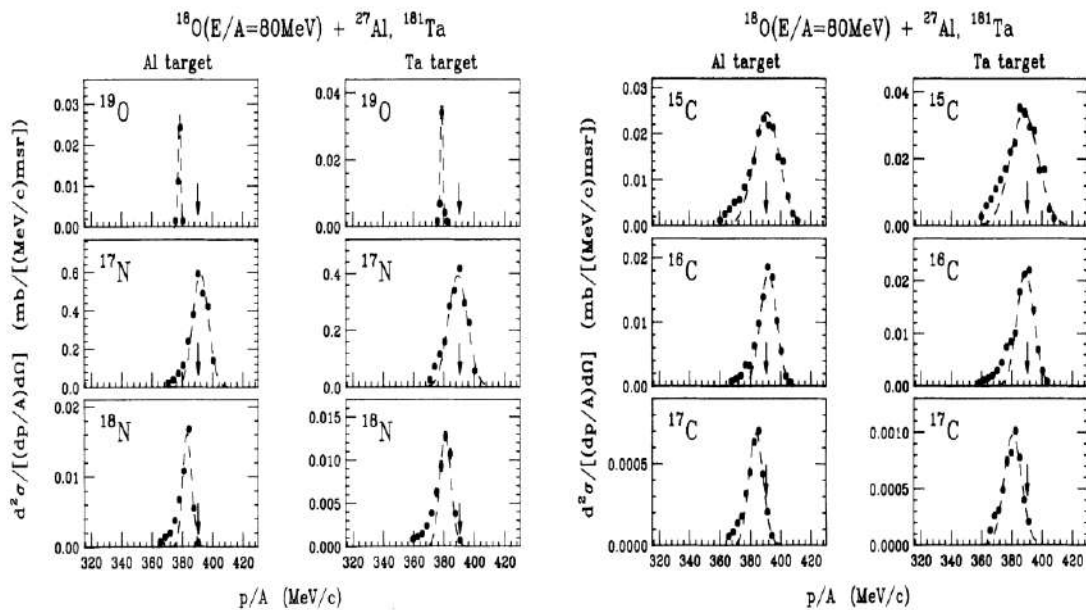 ¹⁸O(E/A=80MeV) + ²⁷Al, ¹⁸¹Ta
Al target
Ta target
d²σ/[(dp/A)dΩ] (mb/[(MeV/c)msr])
¹⁹O
0.03
0.02
0.01
0.00
¹⁹O
0.04
0.02
0.00
¹⁷N
0.6
0.4
0.2
0.0
¹⁷N
0.4
0.2
0.0
¹⁸N
0.02
0.01
0.00
320 340 360 380 400 420
¹⁸N
0.015
0.010
0.005
0.000
320 340 360 380 400 420
p/A (MeV/c)
¹⁸O(E/A=80MeV) + ²⁷Al, ¹⁸¹Ta
Al target
Ta target
d²σ/[(dp/A)dΩ] (mb/[(MeV/c)msr])
¹⁵C
0.03
0.02
0.01
0.00
¹⁵C
0.04
0.02
0.00
¹⁶C
0.02
0.01
0.00
¹⁶C
0.02
0.01
0.00
¹⁷C
0.0005
0.0000
320 340 360 380 400 420
¹⁷C
0.0010
0.0005
0.0000
320 340 360 380 400 420
p/A (MeV/c)